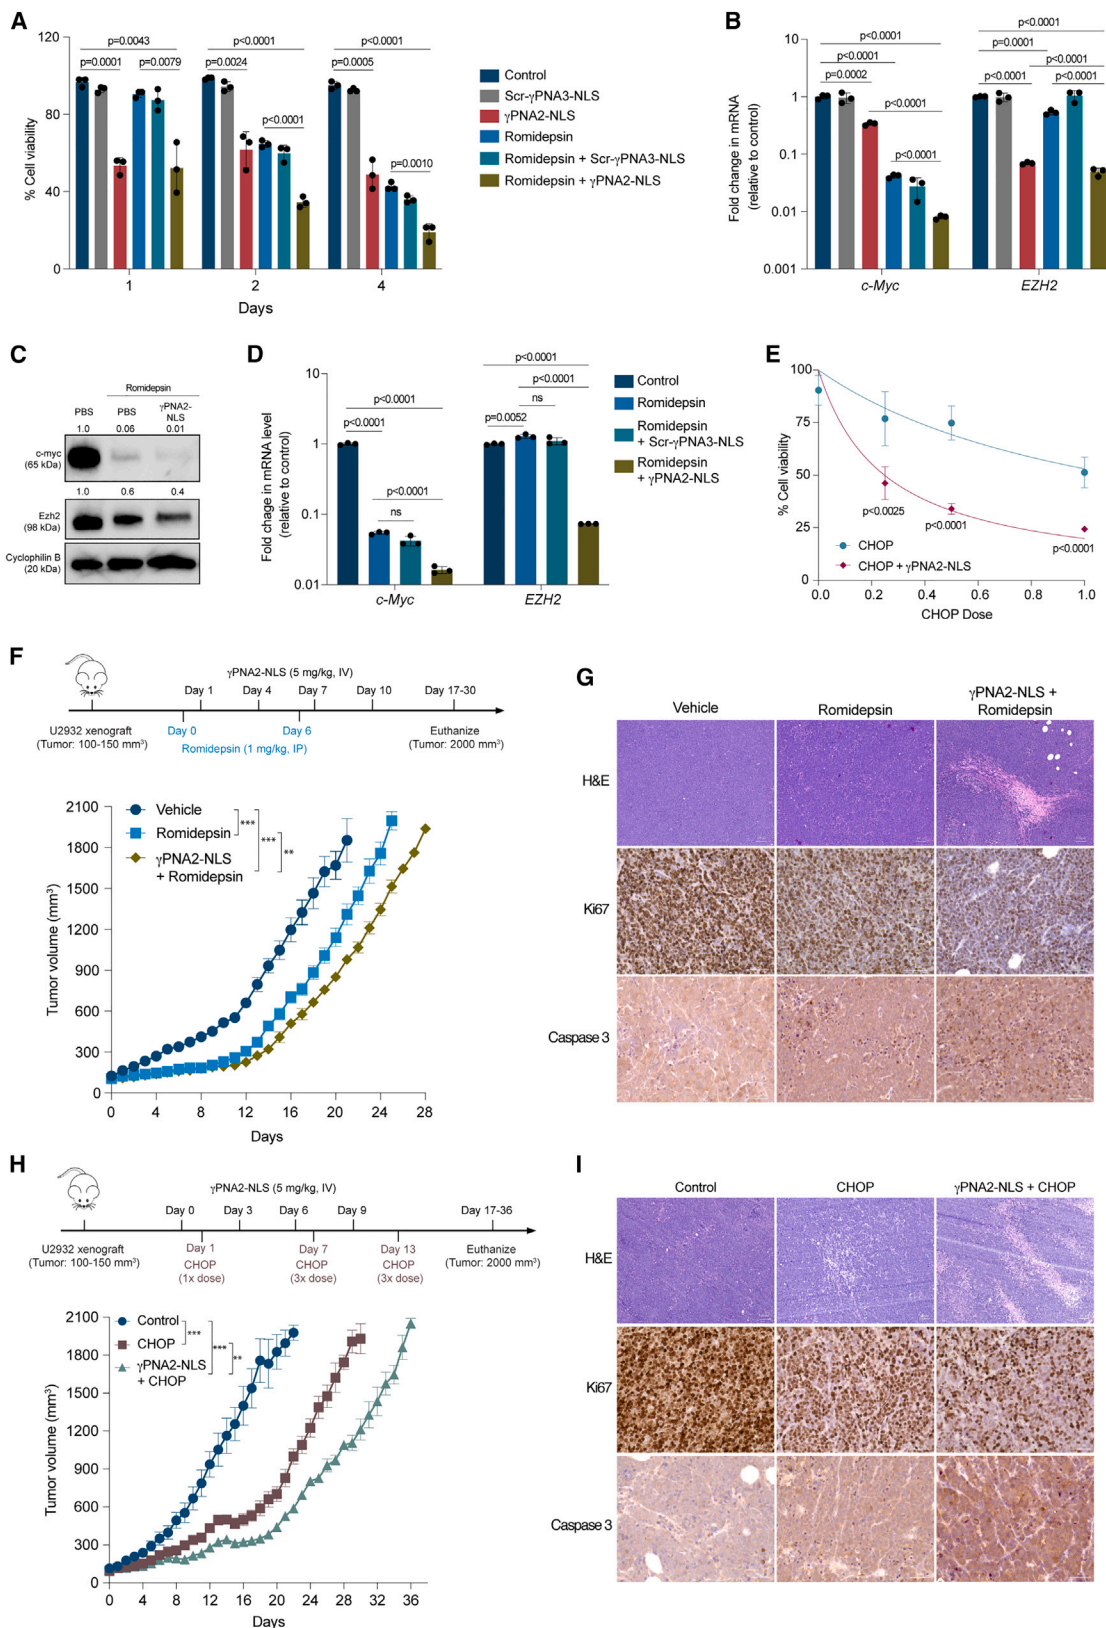 A
120
80
40
0
% Cell viability
p=0.0043
p=0.0001
p=0.0079
p<0.0001
p=0.0024
p<0.0001
p<0.0001
p=0.0005
p=0.0010
1
2
4
Days
Control
Scr-γPNA3-NLS
γPNA2-NLS
Romidepsin
Romidepsin + Scr-γPNA3-NLS
Romidepsin + γPNA2-NLS
B
10
1
0.1
0.01
0.001
Fold change in mRNA
(relative to control)
p<0.0001
p<0.0001
p<0.0001
p=0.0002
p<0.0001
p<0.0001
p<0.0001
p=0.0001
p<0.0001
p<0.0001
p<0.0001
c-Myc
EZH2
C
Romidepsin
PBS
PBS
γPNA2-
NLS
1.0
0.06
0.01
c-myc
(65 kDa)
1.0
0.6
0.4
Ezh2
(98 kDa)
Cyclophilin B
(20 kDa)
D
10
1
0.1
0.01
Fold chage in mRNA level
(relative to control)
p<0.0001
p<0.0001
p<0.0001
ns
p<0.0001
p<0.0001
ns
p=0.0052
c-Myc
EZH2
Control
Romidepsin
Romidepsin
+ Scr-γPNA3-NLS
Romidepsin
+ γPNA2-NLS
E
100
75
50
25
0
% Cell viability
p<0.0025
p<0.0001
p<0.0001
CHOP
CHOP + γPNA2-NLS
0.0
0.2
0.4
0.6
0.8
1.0
CHOP Dose
F
γPNA2-NLS (5 mg/kg, IV)
Day 1
Day 4
Day 7
Day 10
Day 17-30
U2932 xenograft
(Tumor: 100-150 mm³)
Day 0
Day 6
Romidepsin (1 mg/kg, IP)
Euthanize
(Tumor: 2000 mm³)
2100
1800
1500
1200
900
600
300
0
Tumor volume (mm³)
Vehicle
Romidepsin
γPNA2-NLS
+ Romidepsin
***
***
**
0
4
8
12
16
20
24
28
Days
G
Vehicle
Romidepsin
γPNA2-NLS +
Romidepsin
H&E
Ki67
Caspase 3
H
γPNA2-NLS (5 mg/kg, IV)
Day 0
Day 3
Day 6
Day 9
Day 17-36
U2932 xenograft
(Tumor: 100-150 mm³)
Day 1
CHOP
(1x dose)
Day 7
CHOP
(3x dose)
Day 13
CHOP
(3x dose)
Euthanize
(Tumor: 2000 mm³)
2100
1800
1500
1200
900
600
300
0
Tumor volume (mm³)
Control
CHOP
γPNA2-NLS
+ CHOP
***
***
**
0
4
8
12
16
20
24
28
32
36
Days
I
Control
CHOP
γPNA2-NLS + CHOP
H&E
Ki67
Caspase 3